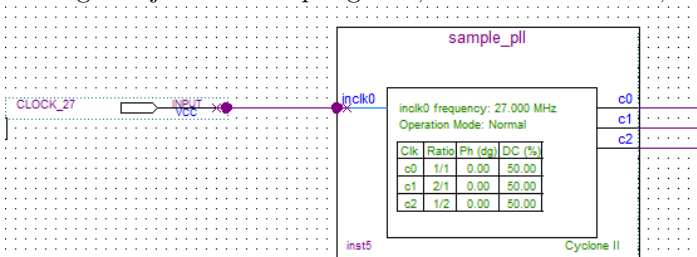 sample_pll
CLOCK_27
INPUT
VCC
inclk0
inclk0 frequency: 27.000 MHz
Operation Mode: Normal
Clk Ratio Ph (dg) DC (%)
c0 1/1 0.00 50.00
c1 2/1 0.00 50.00
c2 1/2 0.00 50.00
c0
c1
c2
inst5
Cyclone II